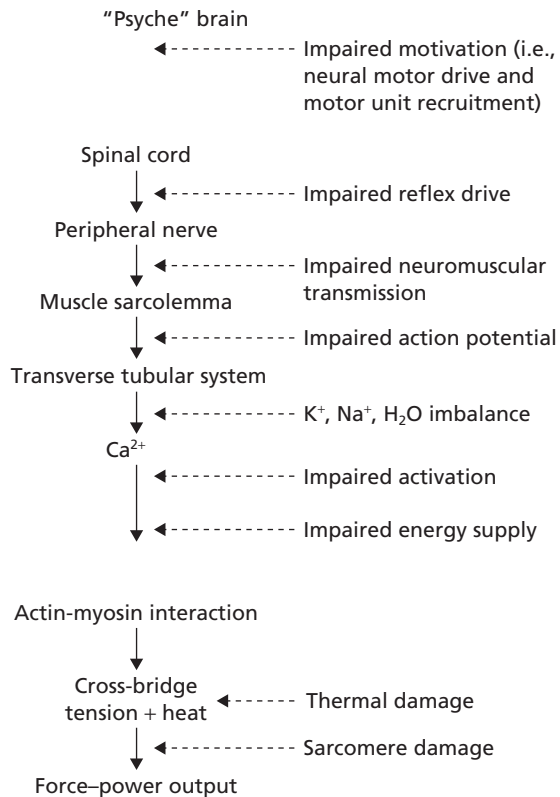 “Psyche” brain
Impaired motivation (i.e.,
neural motor drive and
motor unit recruitment)
Spinal cord
Impaired reflex drive
Peripheral nerve
Impaired neuromuscular
transmission
Muscle sarcolemma
Impaired action potential
Transverse tubular system
K⁺, Na⁺, H₂O imbalance
Ca²⁺
Impaired activation
Impaired energy supply
Actin-myosin interaction
Cross-bridge
tension + heat
Thermal damage
Sarcomere damage
Force–power output